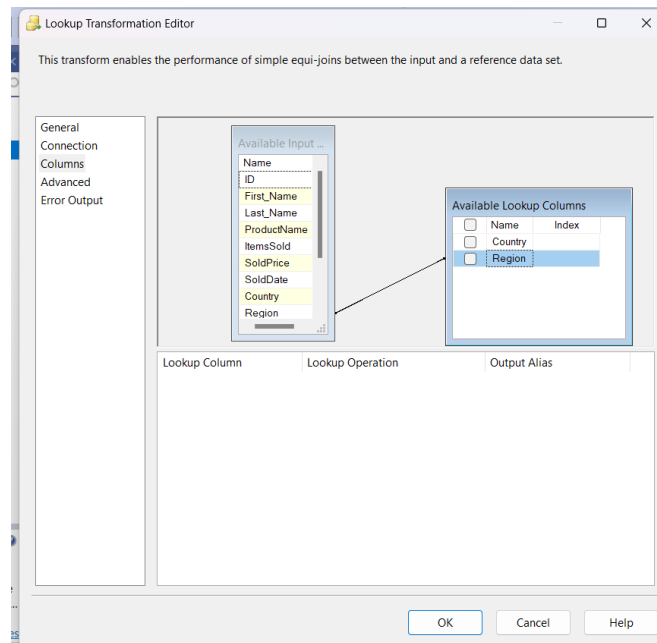 Lookup Transformation Editor
This transform enables the performance of simple equi-joins between the input and a reference data set.
General
Connection
Columns
Advanced
Error Output
Available Input ...
Name
ID
First_Name
Last_Name
ProductName
ItemsSold
SoldPrice
SoldDate
Country
Region
Available Lookup Columns
Name Index
Country
Region
Lookup Column Lookup Operation Output Alias
OK Cancel Help